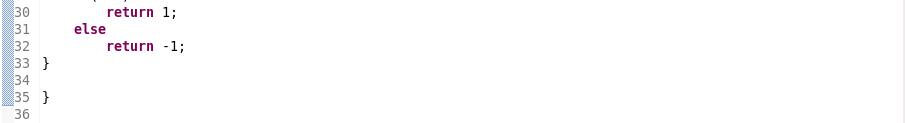 30        return 1;
31    else
32        return -1;
33 }
34
35 }
36